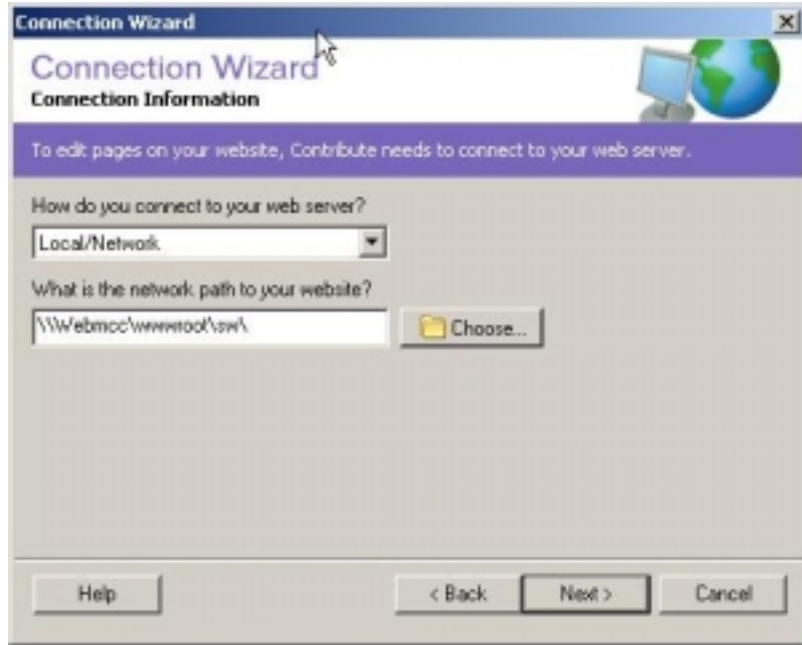 Connection Wizard
Connection Wizard
Connection Information
To edit pages on your website, Contribute needs to connect to your web server.
How do you connect to your web server?
Local/Network
What is the network path to your website?
\\\Webmcc\wwwroot\sw\
Choose...
Help
< Back
Next >
Cancel